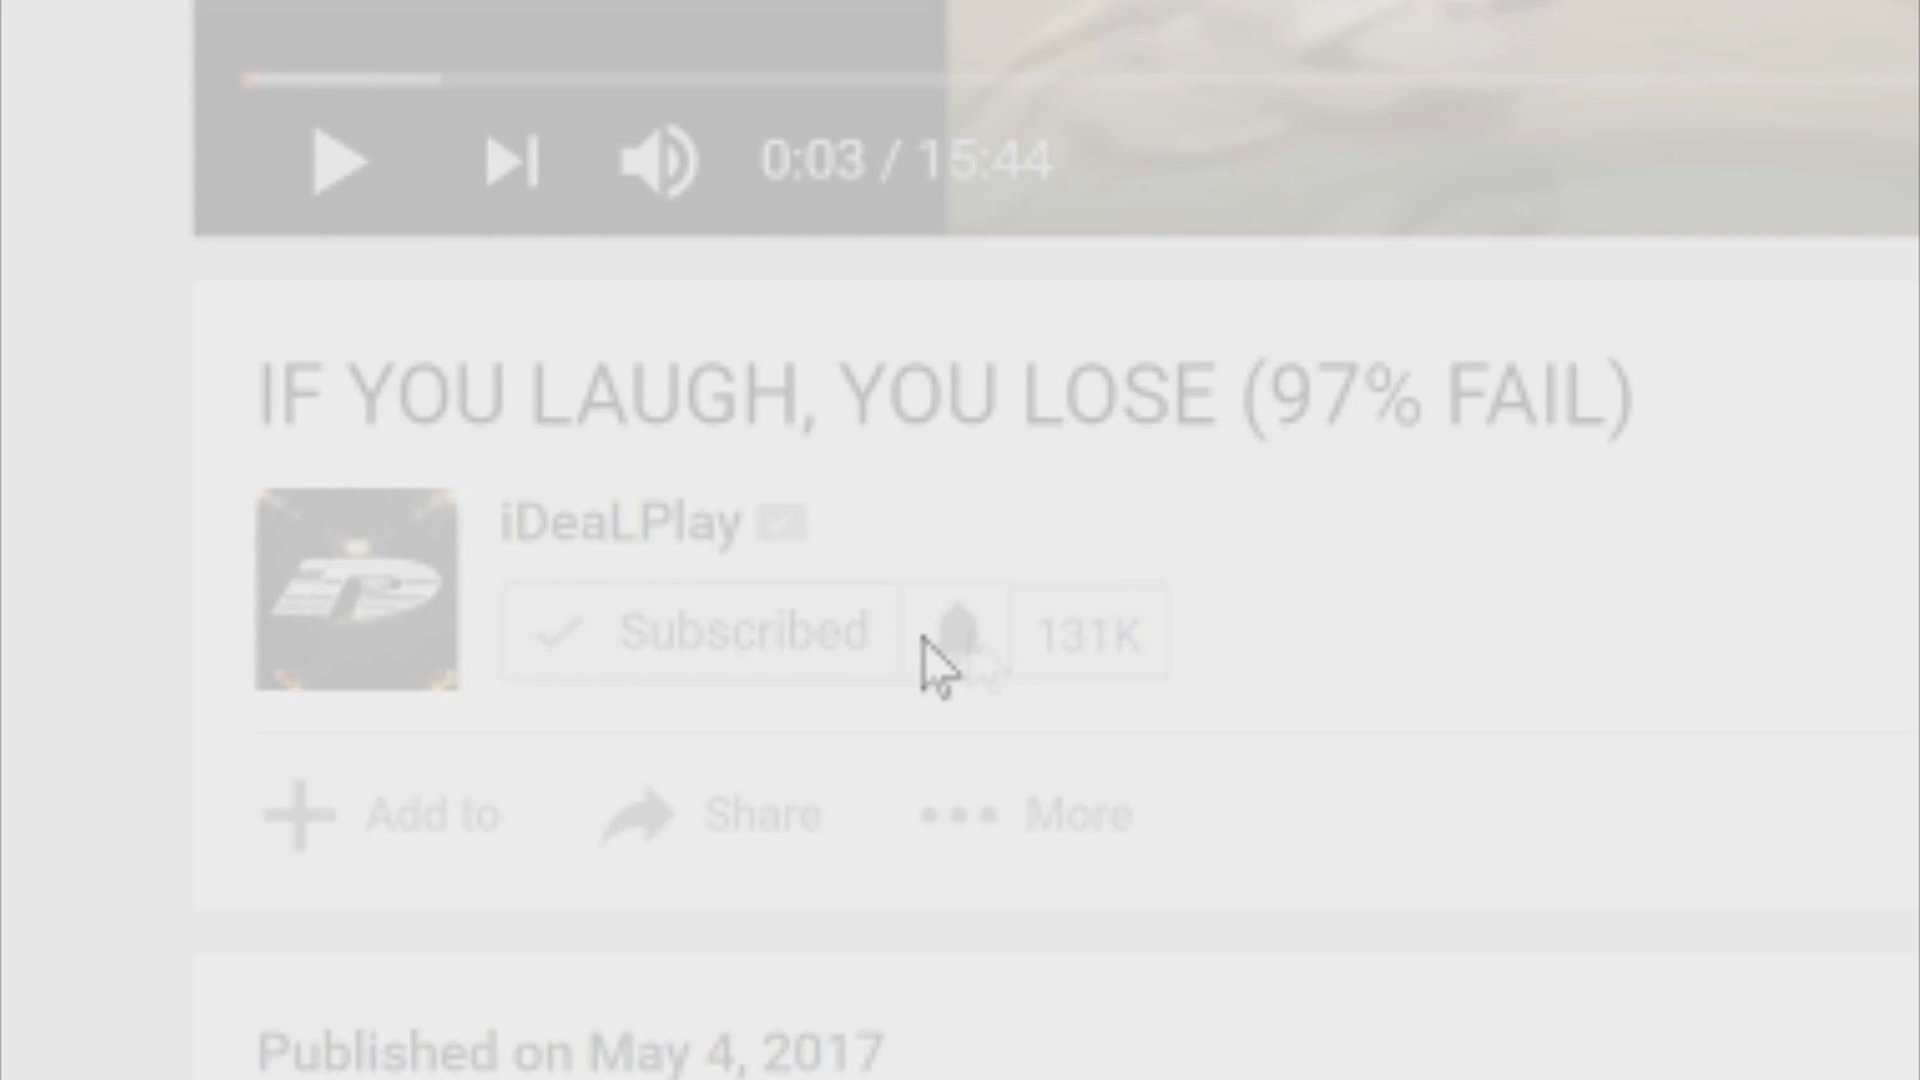 0:03 / 15:44
IF YOU LAUGH, YOU LOSE (97% FAIL)
iDeaLPlay
Subscribed 131K
Add to Share More
Published on May 4, 2017